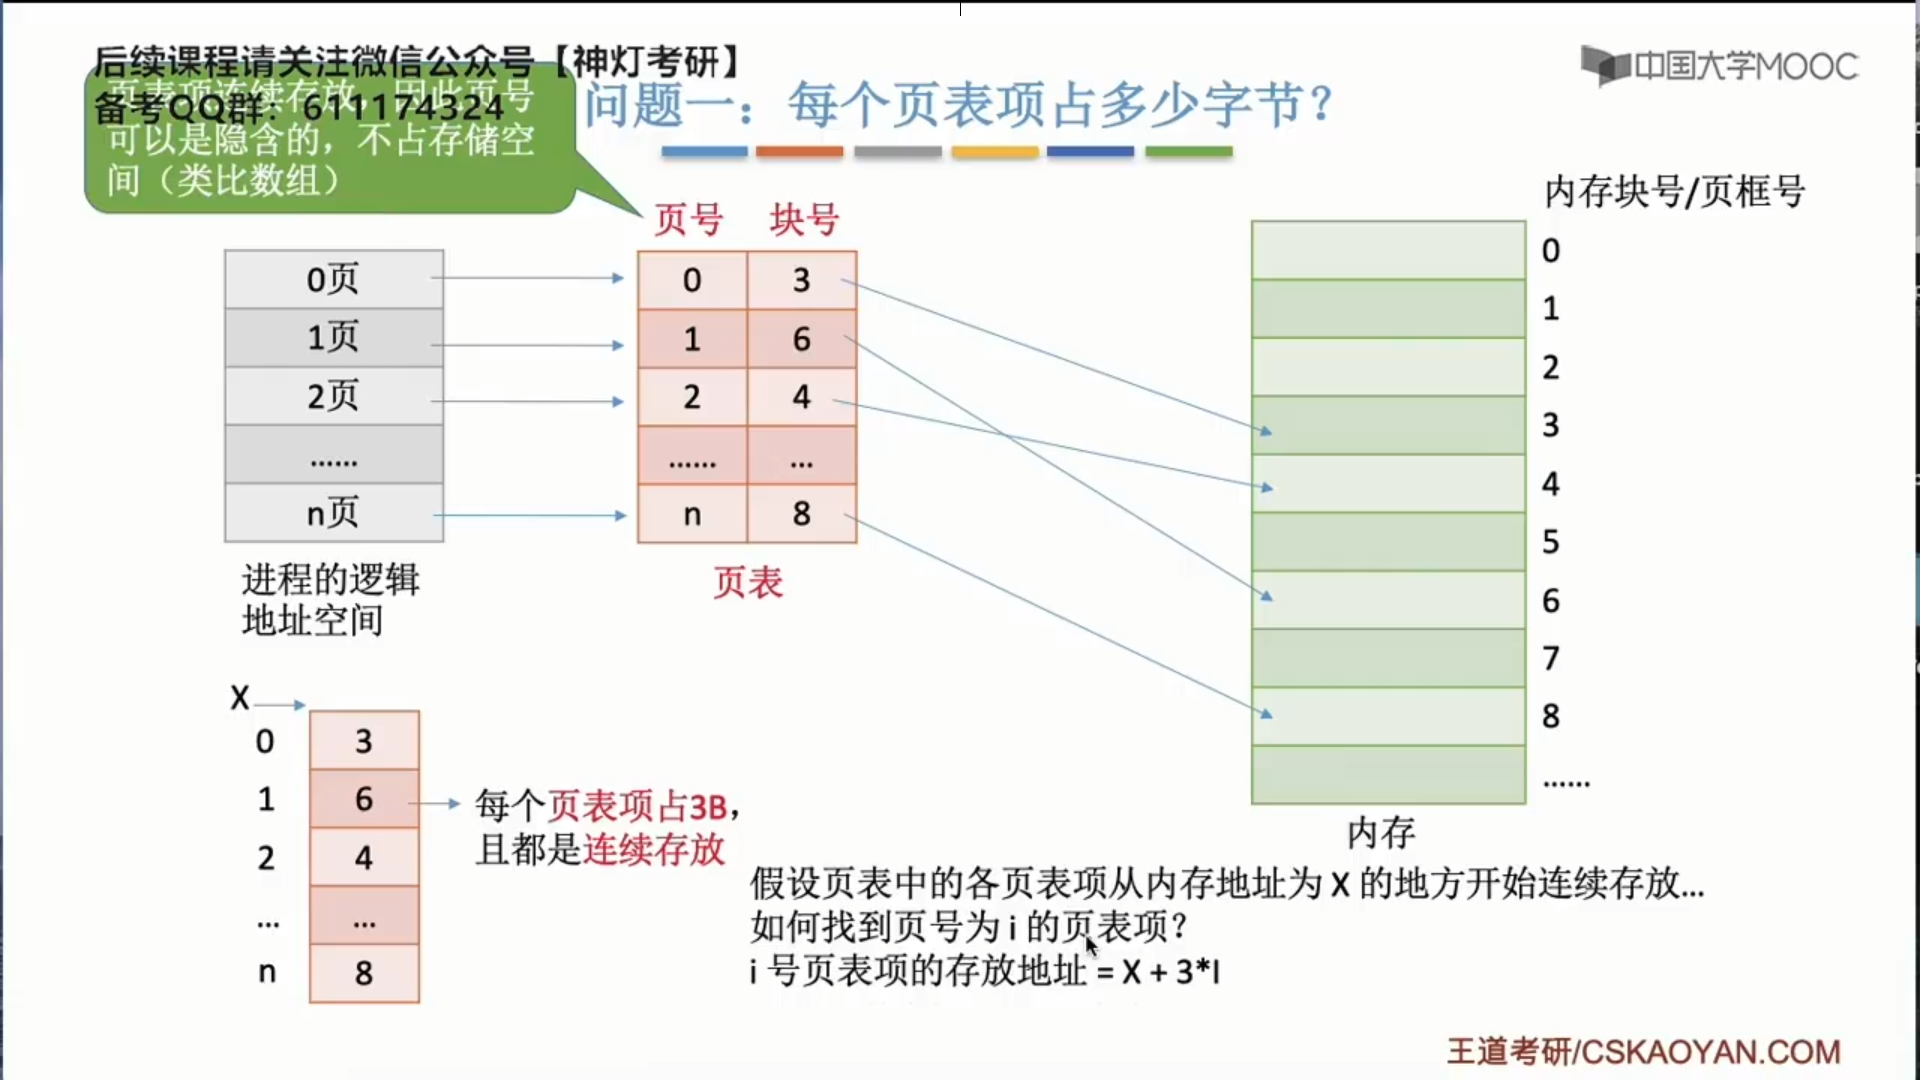 后续课程请关注微信公众号【神灯考研】
备考QQ群：611174324
页表项连续存放，因此页号
可以是隐含的，不占存储空
间（类比数组）
问题一：每个页表项占多少字节？
中国大学MOOC
内存块号/页框号
页号 块号
0页
1页
2页
......
n页
进程的逻辑
地址空间
0 3
1 6
2 4
...... ...
n 8
页表
0
1
2
3
4
5
6
7
8
......
内存
X
0 3
1 6
2 4
... ...
n 8
每个页表项占3B，
且都是连续存放
假设页表中的各页表项从内存地址为 X 的地方开始连续存放...
如何找到页号为 i 的页表项？
i 号页表项的存放地址 = X + 3*I
王道考研/CSKAOYAN.COM